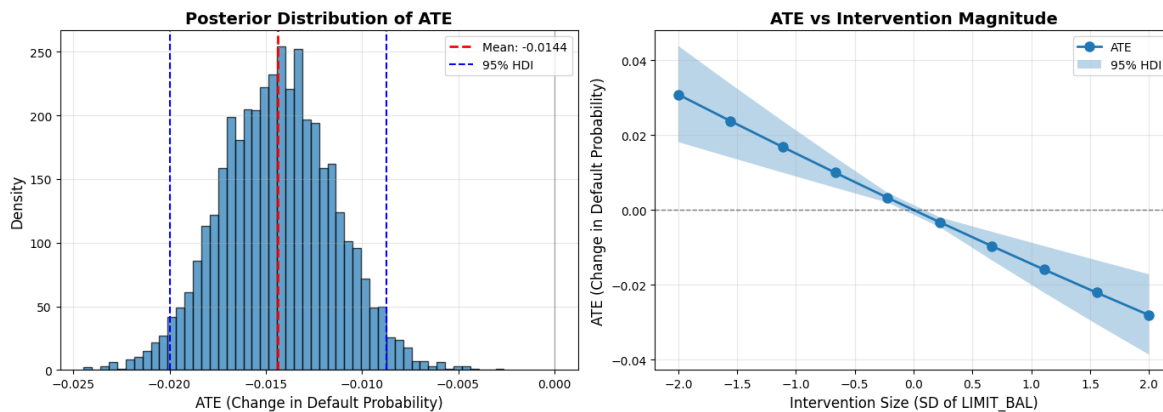 Posterior Distribution of ATE
Mean: -0.0144
95% HDI
Density
250
200
150
100
50
0
-0.025
-0.020
-0.015
-0.010
-0.005
0.000
ATE (Change in Default Probability)
ATE vs Intervention Magnitude
ATE
95% HDI
ATE (Change in Default Probability)
0.04
0.02
0.00
-0.02
-0.04
-2.0
-1.5
-1.0
-0.5
0.0
0.5
1.0
1.5
2.0
Intervention Size (SD of LIMIT_BAL)